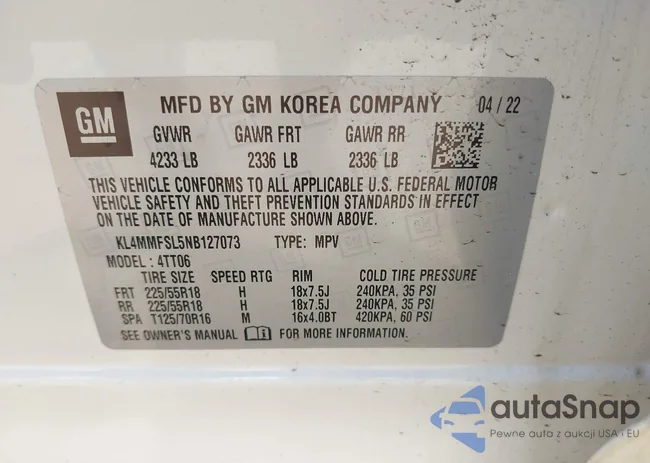 GM
MFD BY GM KOREA COMPANY 04 / 22
GVWR GAWR FRT GAWR RR
4233 LB 2336 LB 2336 LB
THIS VEHICLE CONFORMS TO ALL APPLICABLE U.S. FEDERAL MOTOR
VEHICLE SAFETY AND THEFT PREVENTION STANDARDS IN EFFECT
ON THE DATE OF MANUFACTURE SHOWN ABOVE.
KL4MMFSL5NB127073 TYPE: MPV
MODEL : 4TT06
TIRE SIZE SPEED RTG RIM COLD TIRE PRESSURE
FRT 225/55R18 H 18x7.5J 240KPA, 35 PSI
RR 225/55R18 H 18x7.5J 240KPA, 35 PSI
SPA T125/70R16 M 16x4.0BT 420KPA, 60 PSI
SEE OWNER'S MANUAL FOR MORE INFORMATION.
autaSnap
Pewne auta z aukcji USA i EU